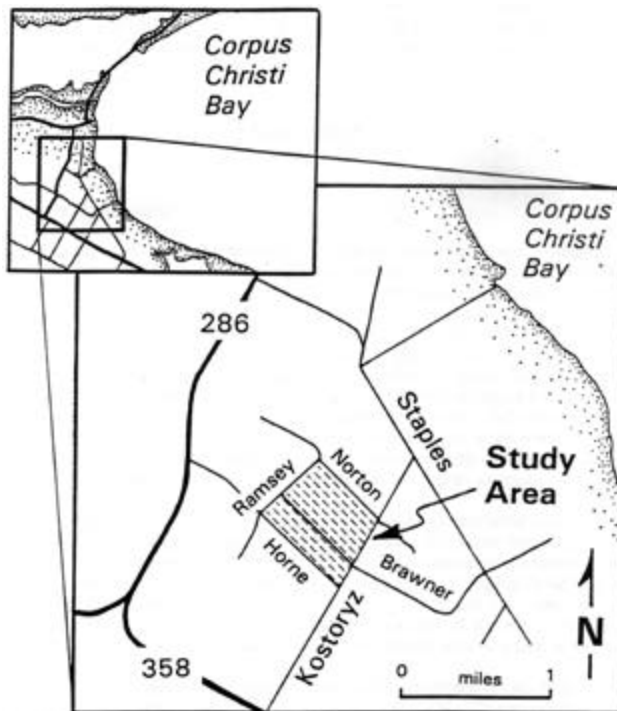 Corpus
Christi
Bay
Corpus
Christi
Bay
286
Staples
Study
Area
Ramsey
Norton
Horne
Brawner
Kostoryz
N
358
0 miles 1